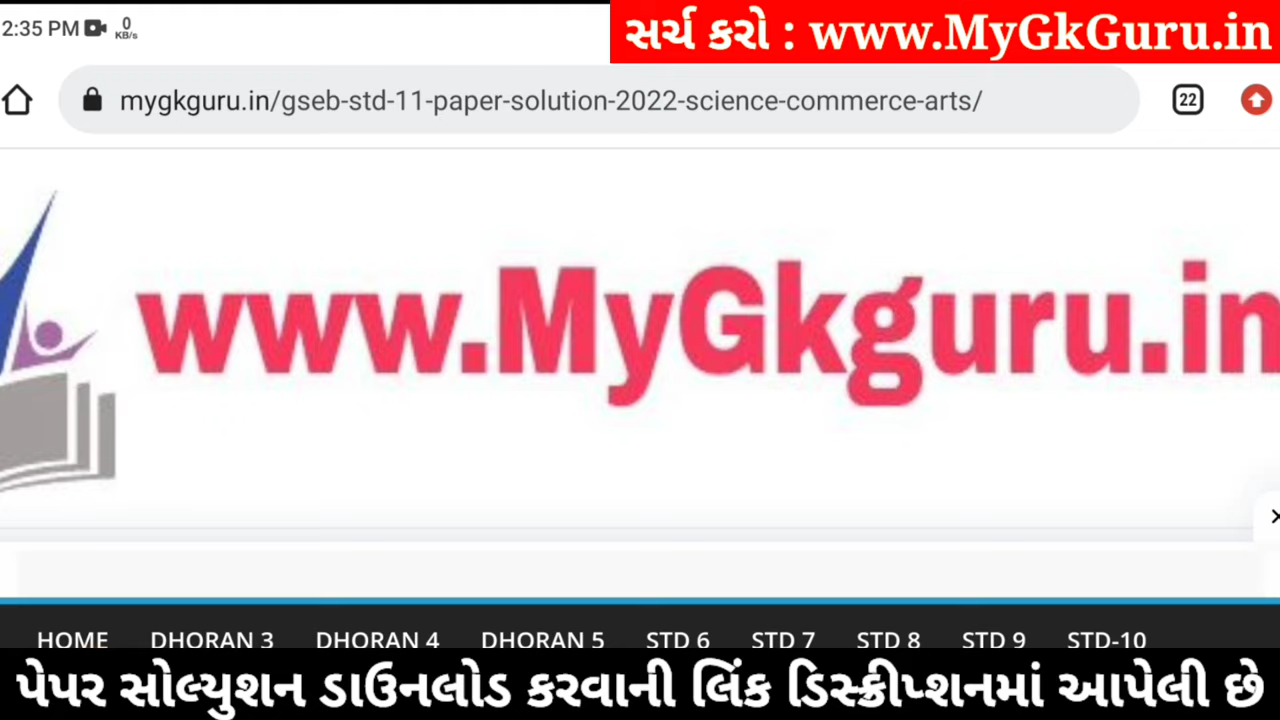 2:35 PM 0 KB/s
સર્ચ કરો : www.MyGkGuru.in
mygkguru.in/gseb-std-11-paper-solution-2022-science-commerce-arts/ 22
www.MyGkguru.in
HOME DHORAN 3 DHORAN 4 DHORAN 5 STD 6 STD 7 STD 8 STD 9 STD-10
પેપર સોલ્યુશન ડાઉનલોડ કરવાની લિંક ડિસ્ક્રીપ્શનમાં આપેલી છે